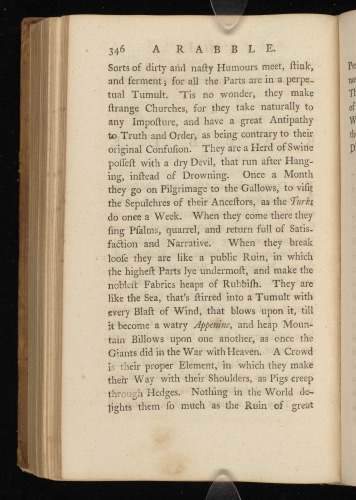 346 A RABBLE.
Sorts of dirty and naſty Humours meet, ſtink,
and ferment; for all the Parts are in a perpe-
tual Tumult. 'Tis no wonder, they make
ſtrange Churches, for they take naturally to
any Impoſture, and have a great Antipathy
to Truth and Order, as being contrary to their
original Confuſion. They are a Herd of Swine
poſſeſt with a dry Devil, that run after Hang-
ing, inſtead of Drowning. Once a Month
they go on Pilgrimage to the Gallows, to viſit
the Sepulchres of their Anceſtors, as the Turks
do once a Week. When they come there they
ſing Pſalms, quarrel, and return full of Satis-
faction and Narrative. When they break
looſe they are like a public Ruin, in which
the higheſt Parts lye undermoſt, and make the
nobleſt Fabrics heaps of Rubbiſh. They are
like the Sea, that's ſtirred into a Tumult with
every Blaſt of Wind, that blows upon it, till
it become a watry Appenine, and heap Moun-
tain Billows upon one another, as once the
Giants did in the War with Heaven. A Crowd
is their proper Element, in which they make
their Way with their Shoulders, as Pigs creep
through Hedges. Nothing in the World de-
lights them ſo much as the Ruin of great